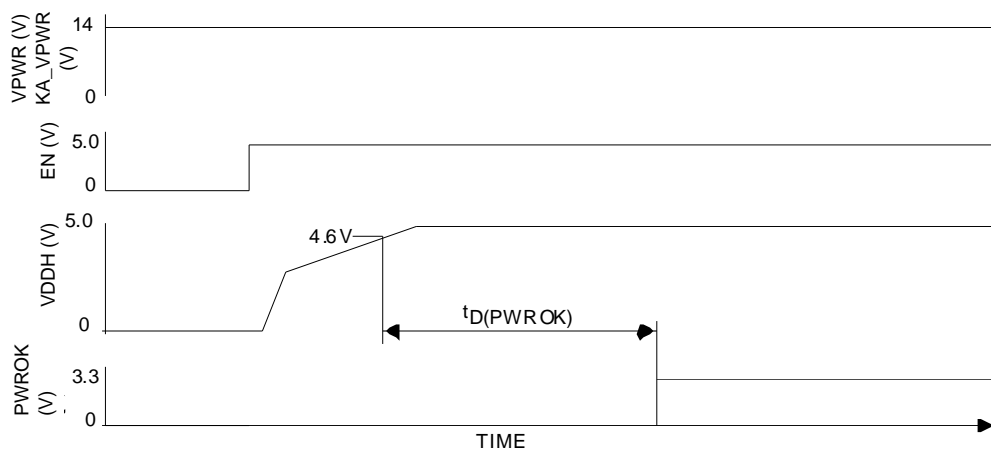 VPWR (V)
KA_VPWR
(V)
14
0
EN (V)
5.0
0
VDDH (V)
5.0
0
4.6V
tD(PWROK)
PWROK
(V)
3.3
0
TIME